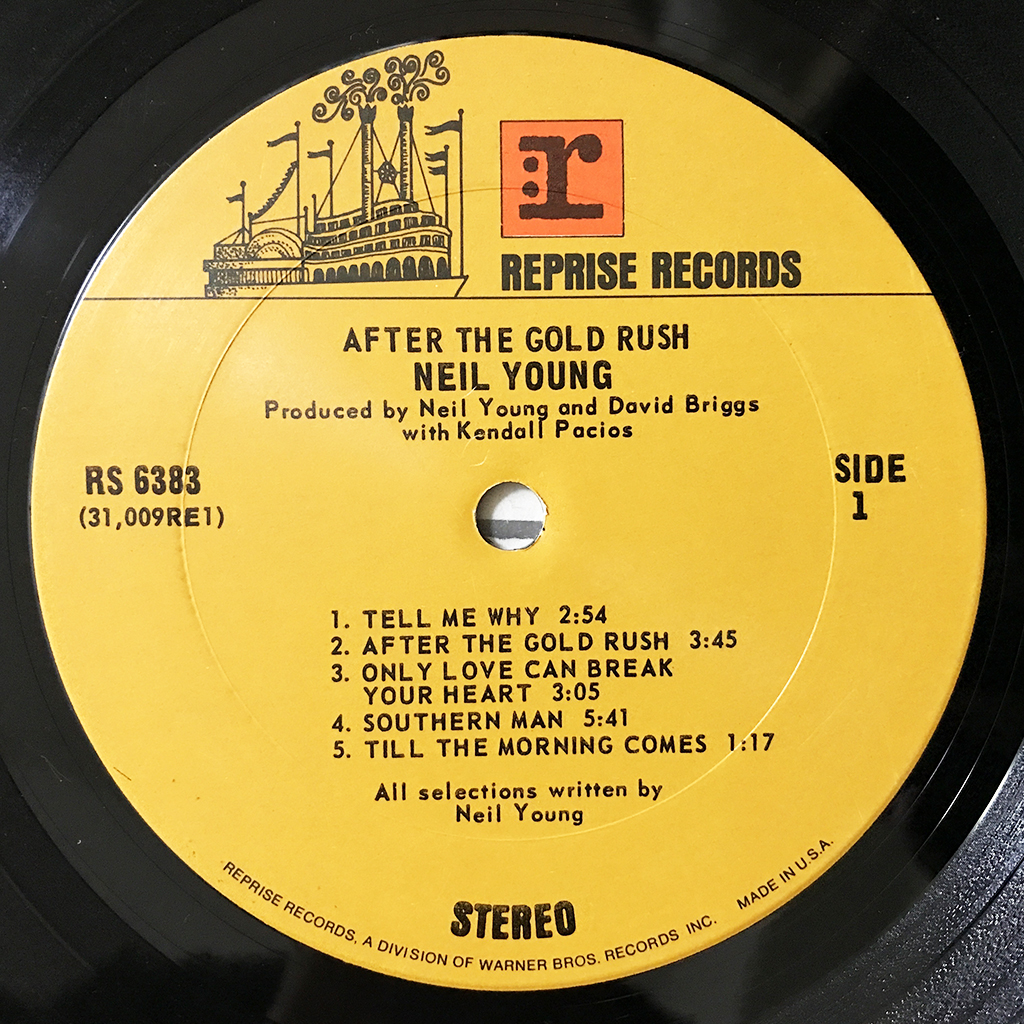 r
REPRISE RECORDS
AFTER THE GOLD RUSH
NEIL YOUNG
Produced by Neil Young and David Briggs
with Kendall Pacios
RS 6383
(31,009RE1)
SIDE
1
1. TELL ME WHY 2:54
2. AFTER THE GOLD RUSH 3:45
3. ONLY LOVE CAN BREAK
YOUR HEART 3:05
4. SOUTHERN MAN 5:41
5. TILL THE MORNING COMES 1:17
All selections written by
Neil Young
STEREO
REPRISE RECORDS, A DIVISION OF WARNER BROS. RECORDS INC. MADE IN U.S.A.